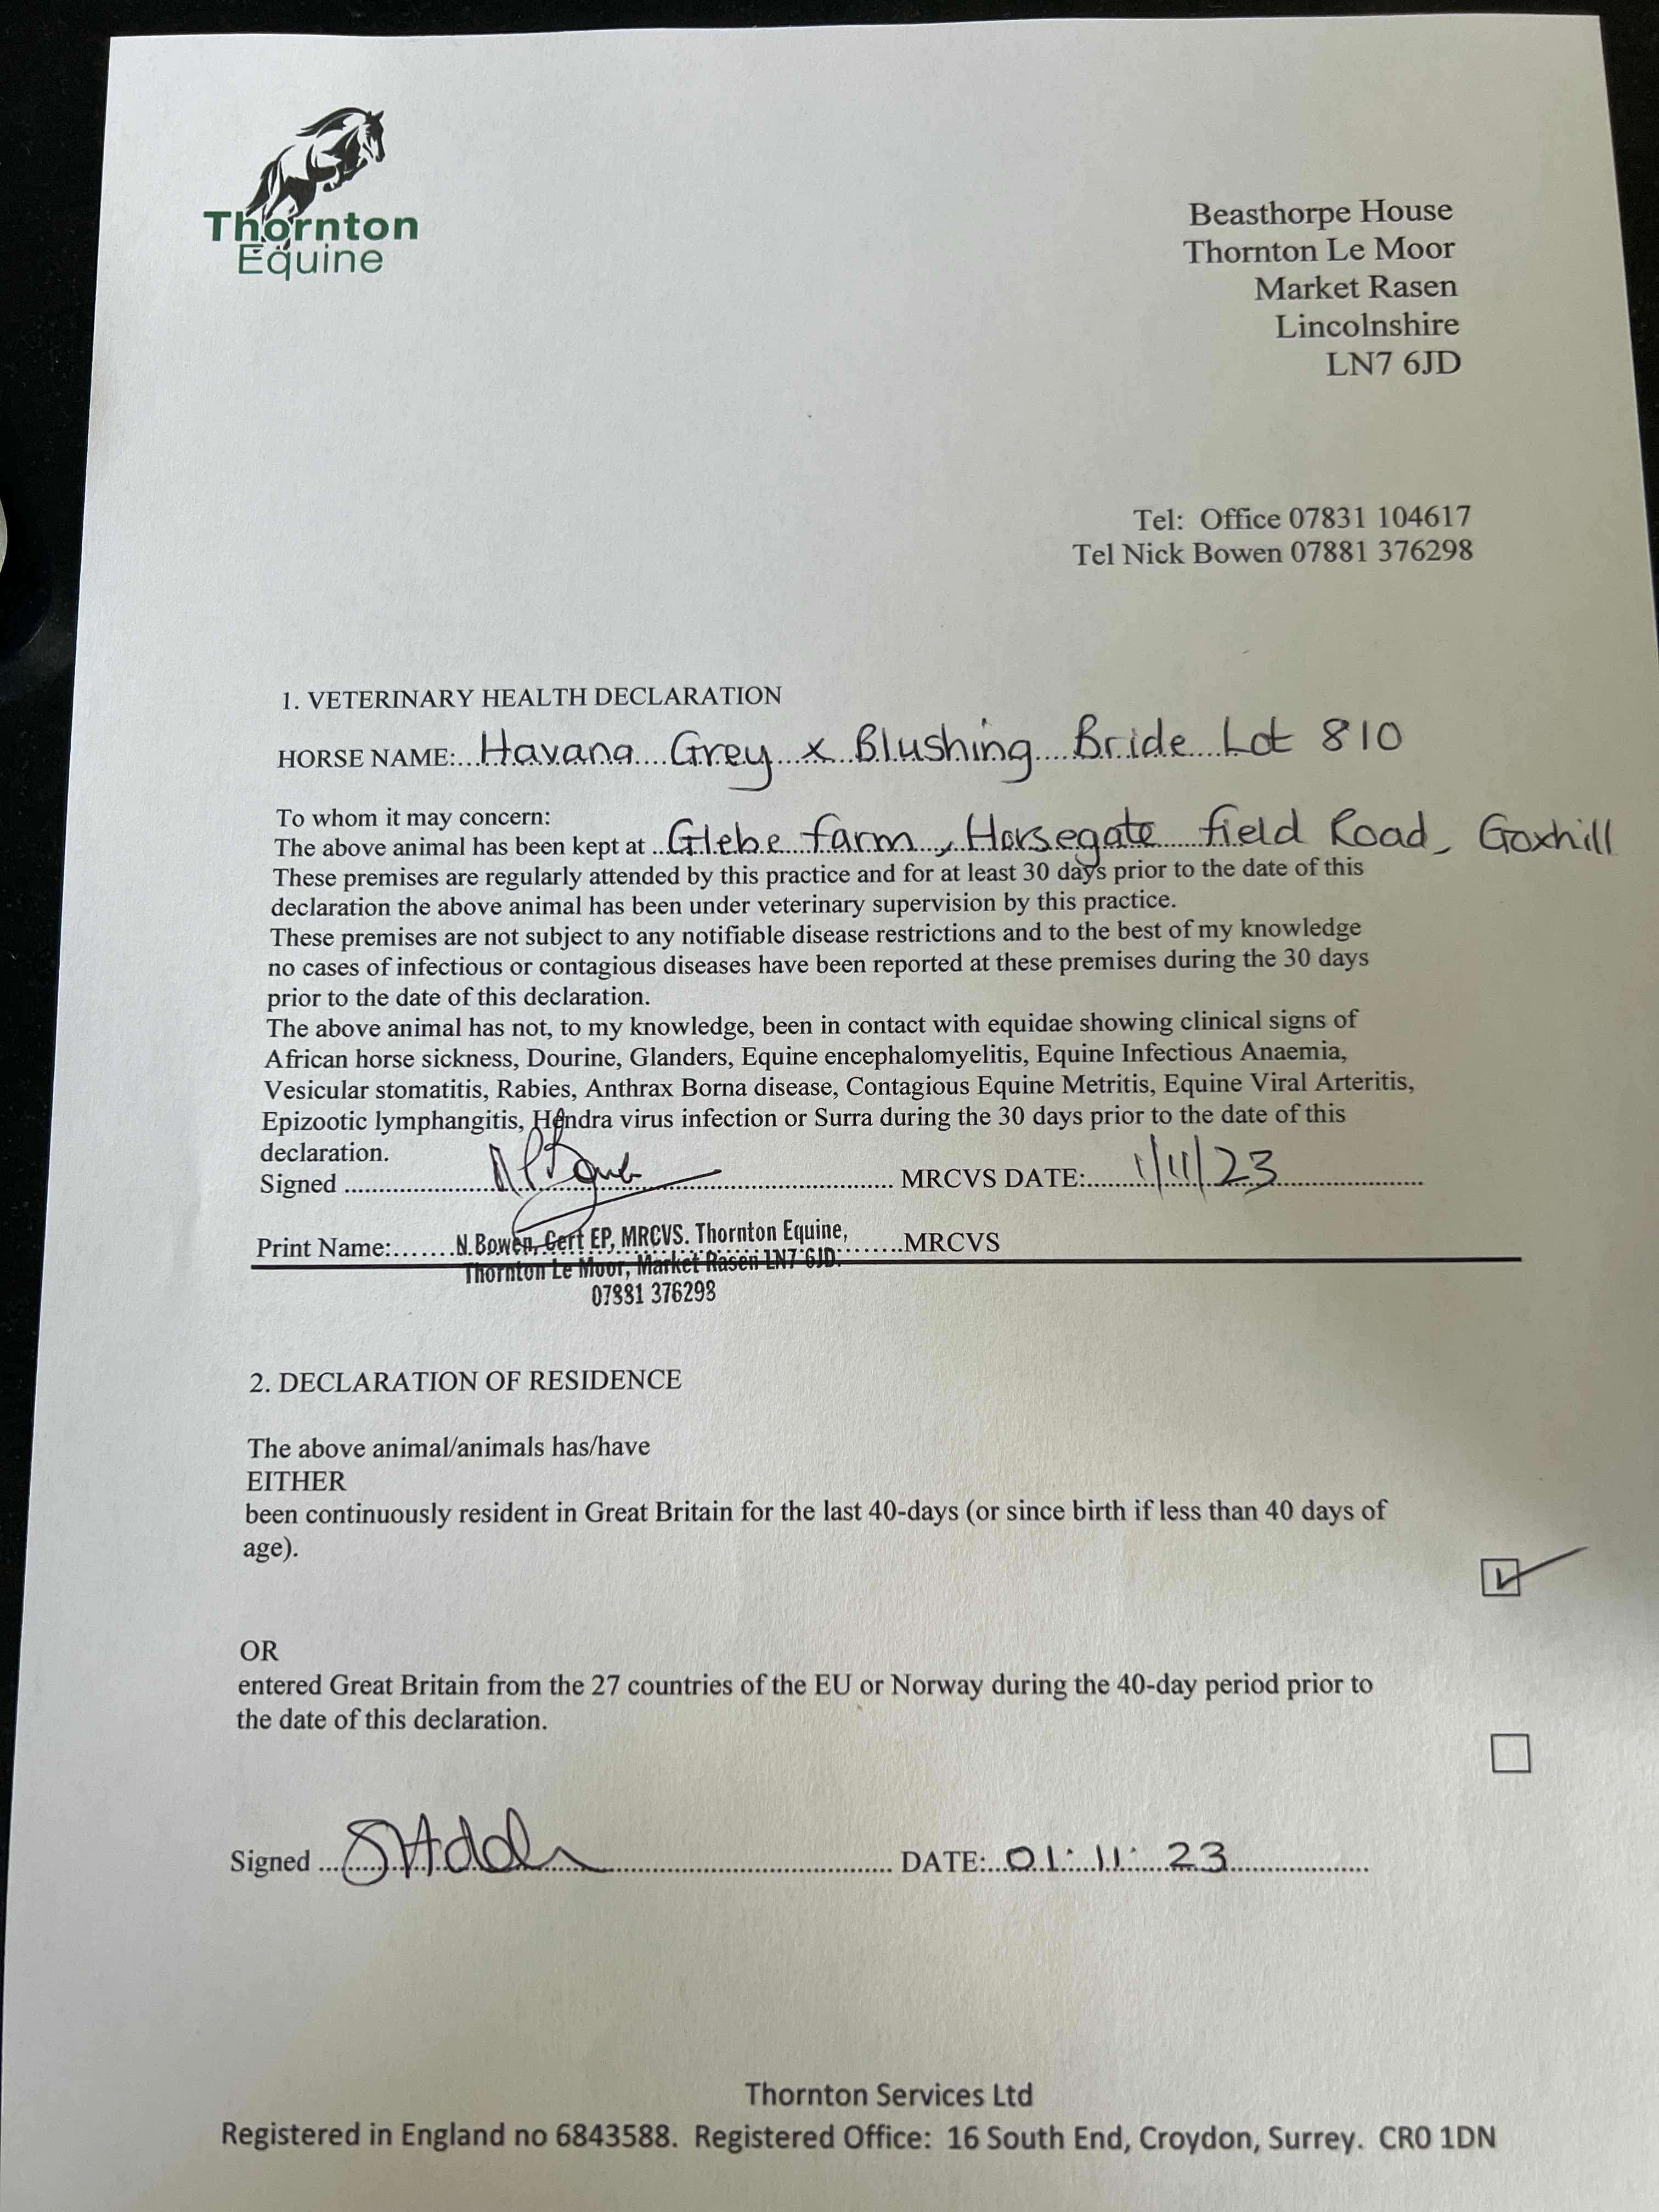 Thornton
Equine
Beasthorpe House
Thornton Le Moor
Market Rasen
Lincolnshire
LN7 6JD
Tel: Office 07831 104617
Tel Nick Bowen 07881 376298
1. VETERINARY HEALTH DECLARATION
HORSE NAME:...Havana Grey x Blushing Bride Lot 810
To whom it may concern:
The above animal has been kept at ...Glebe farm, Horsegate field Road, Goxhill
These premises are regularly attended by this practice and for at least 30 days prior to the date of this
declaration the above animal has been under veterinary supervision by this practice.
These premises are not subject to any notifiable disease restrictions and to the best of my knowledge
no cases of infectious or contagious diseases have been reported at these premises during the 30 days
prior to the date of this declaration.
The above animal has not, to my knowledge, been in contact with equidae showing clinical signs of
African horse sickness, Dourine, Glanders, Equine encephalomyelitis, Equine Infectious Anaemia,
Vesicular stomatitis, Rabies, Anthrax Borna disease, Contagious Equine Metritis, Equine Viral Arteritis,
Epizootic lymphangitis, Hendra virus infection or Surra during the 30 days prior to the date of this
declaration.
Signed ........ MRCVS DATE:......1/11/23
Print Name:.......N.Bowen, Cert EP, MRCVS. Thornton Equine,........MRCVS
Thornton Le Moor, Market Rasen LN7 6JD.
07881 376298
2. DECLARATION OF RESIDENCE
The above animal/animals has/have
EITHER
been continuously resident in Great Britain for the last 40-days (or since birth if less than 40 days of
age).
OR
entered Great Britain from the 27 countries of the EU or Norway during the 40-day period prior to
the date of this declaration.
Signed ........ DATE:...01.11.23
Thornton Services Ltd
Registered in England no 6843588. Registered Office: 16 South End, Croydon, Surrey. CR0 1DN